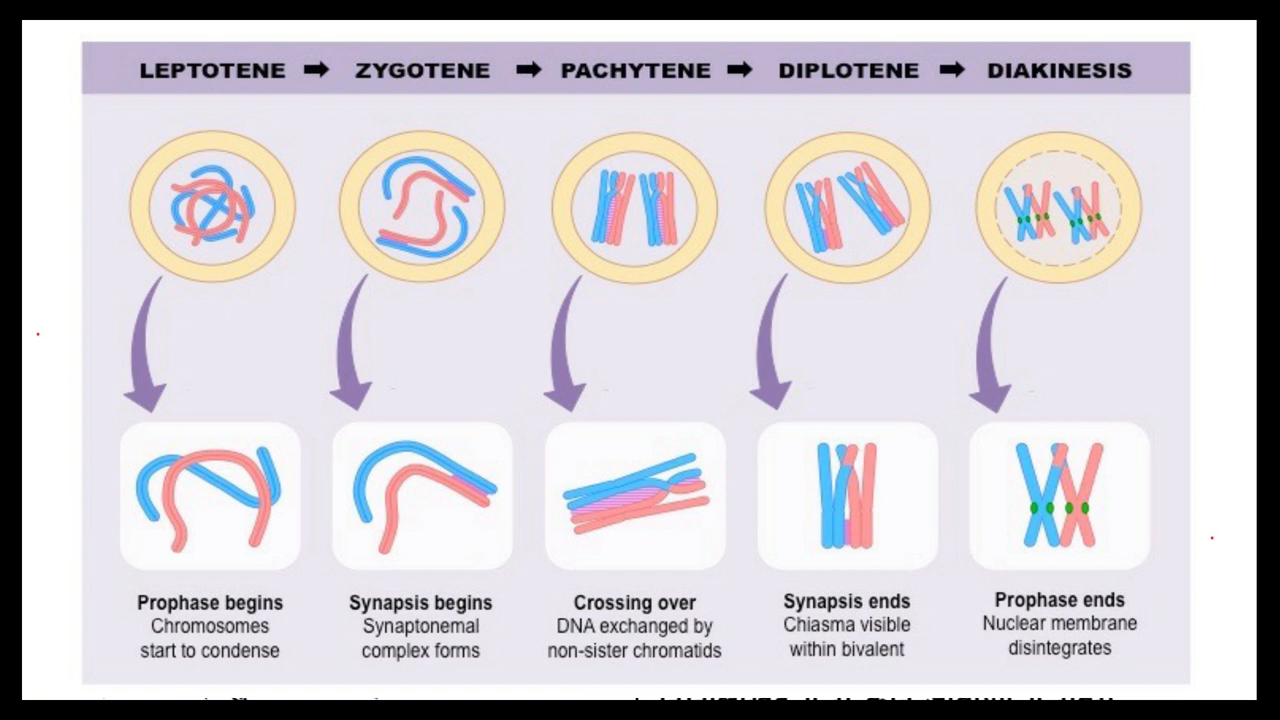 LEPTOTENE ➡ ZYGOTENE ➡ PACHYTENE ➡ DIPLOTENE ➡ DIAKINESIS
Prophase begins
Chromosomes
start to condense
Synapsis begins
Synaptonemal
complex forms
Crossing over
DNA exchanged by
non-sister chromatids
Synapsis ends
Chiasma visible
within bivalent
Prophase ends
Nuclear membrane
disintegrates